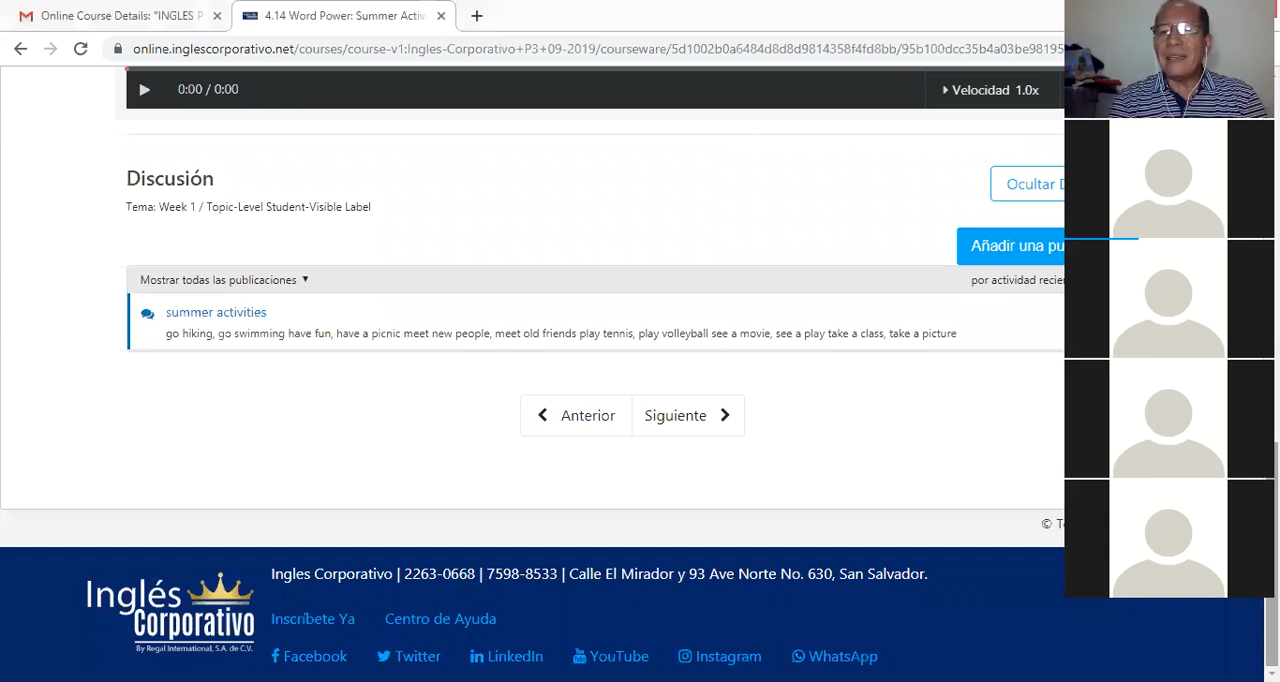 Online Course Details: "INGLES P
4.14 Word Power: Summer Activ
online.inglescorporativo.net/courses/course-v1:Ingles-Corporativo+P3+09-2019/courseware/5d1002b0a6484d8d8d9814358f4fd8bb/95b100dcc35b4a03be98195
0:00 / 0:00
Velocidad 1.0x
Discusión
Ocultar D
Tema: Week 1 / Topic-Level Student-Visible Label
Añadir una pu
Mostrar todas las publicaciones
por actividad recien
summer activities
go hiking, go swimming have fun, have a picnic meet new people, meet old friends play tennis, play volleyball see a movie, see a play take a class, take a picture
Anterior
Siguiente
© T
Inglés Corporativo
By Regal International, S.A. de C.V.
Ingles Corporativo | 2263-0668 | 7598-8533 | Calle El Mirador y 93 Ave Norte No. 630, San Salvador.
Inscríbete Ya
Centro de Ayuda
Facebook
Twitter
LinkedIn
YouTube
Instagram
WhatsApp